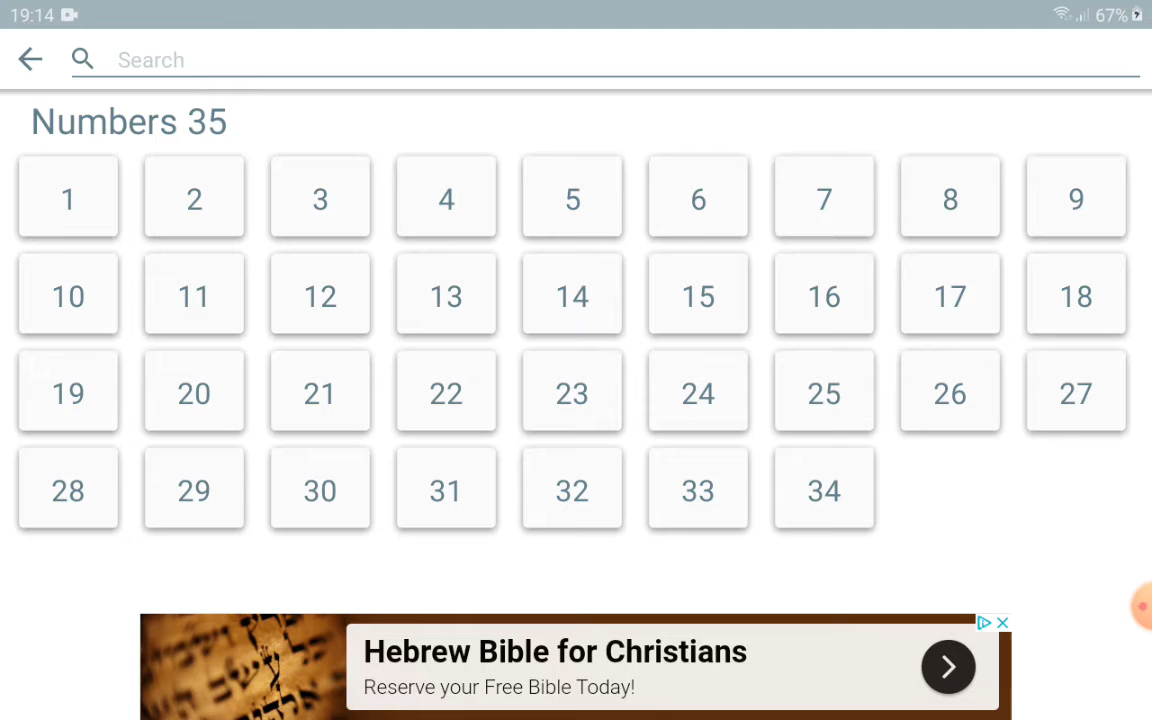 19:14 67%
Search
Numbers 35
1 2 3 4 5 6 7 8 9
10 11 12 13 14 15 16 17 18
19 20 21 22 23 24 25 26 27
28 29 30 31 32 33 34
Hebrew Bible for Christians
Reserve your Free Bible Today!